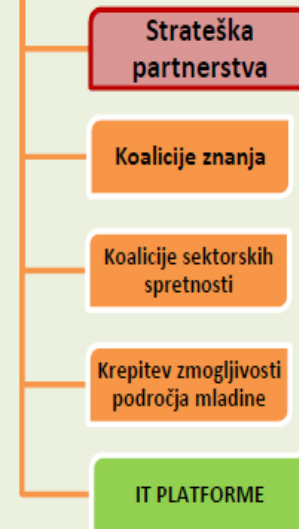 Strateška
partnerstva
Koalicije znanja
Koalicije sektorskih
spretnosti
Krepitev zmogljivosti
področja mladine
IT PLATFORME